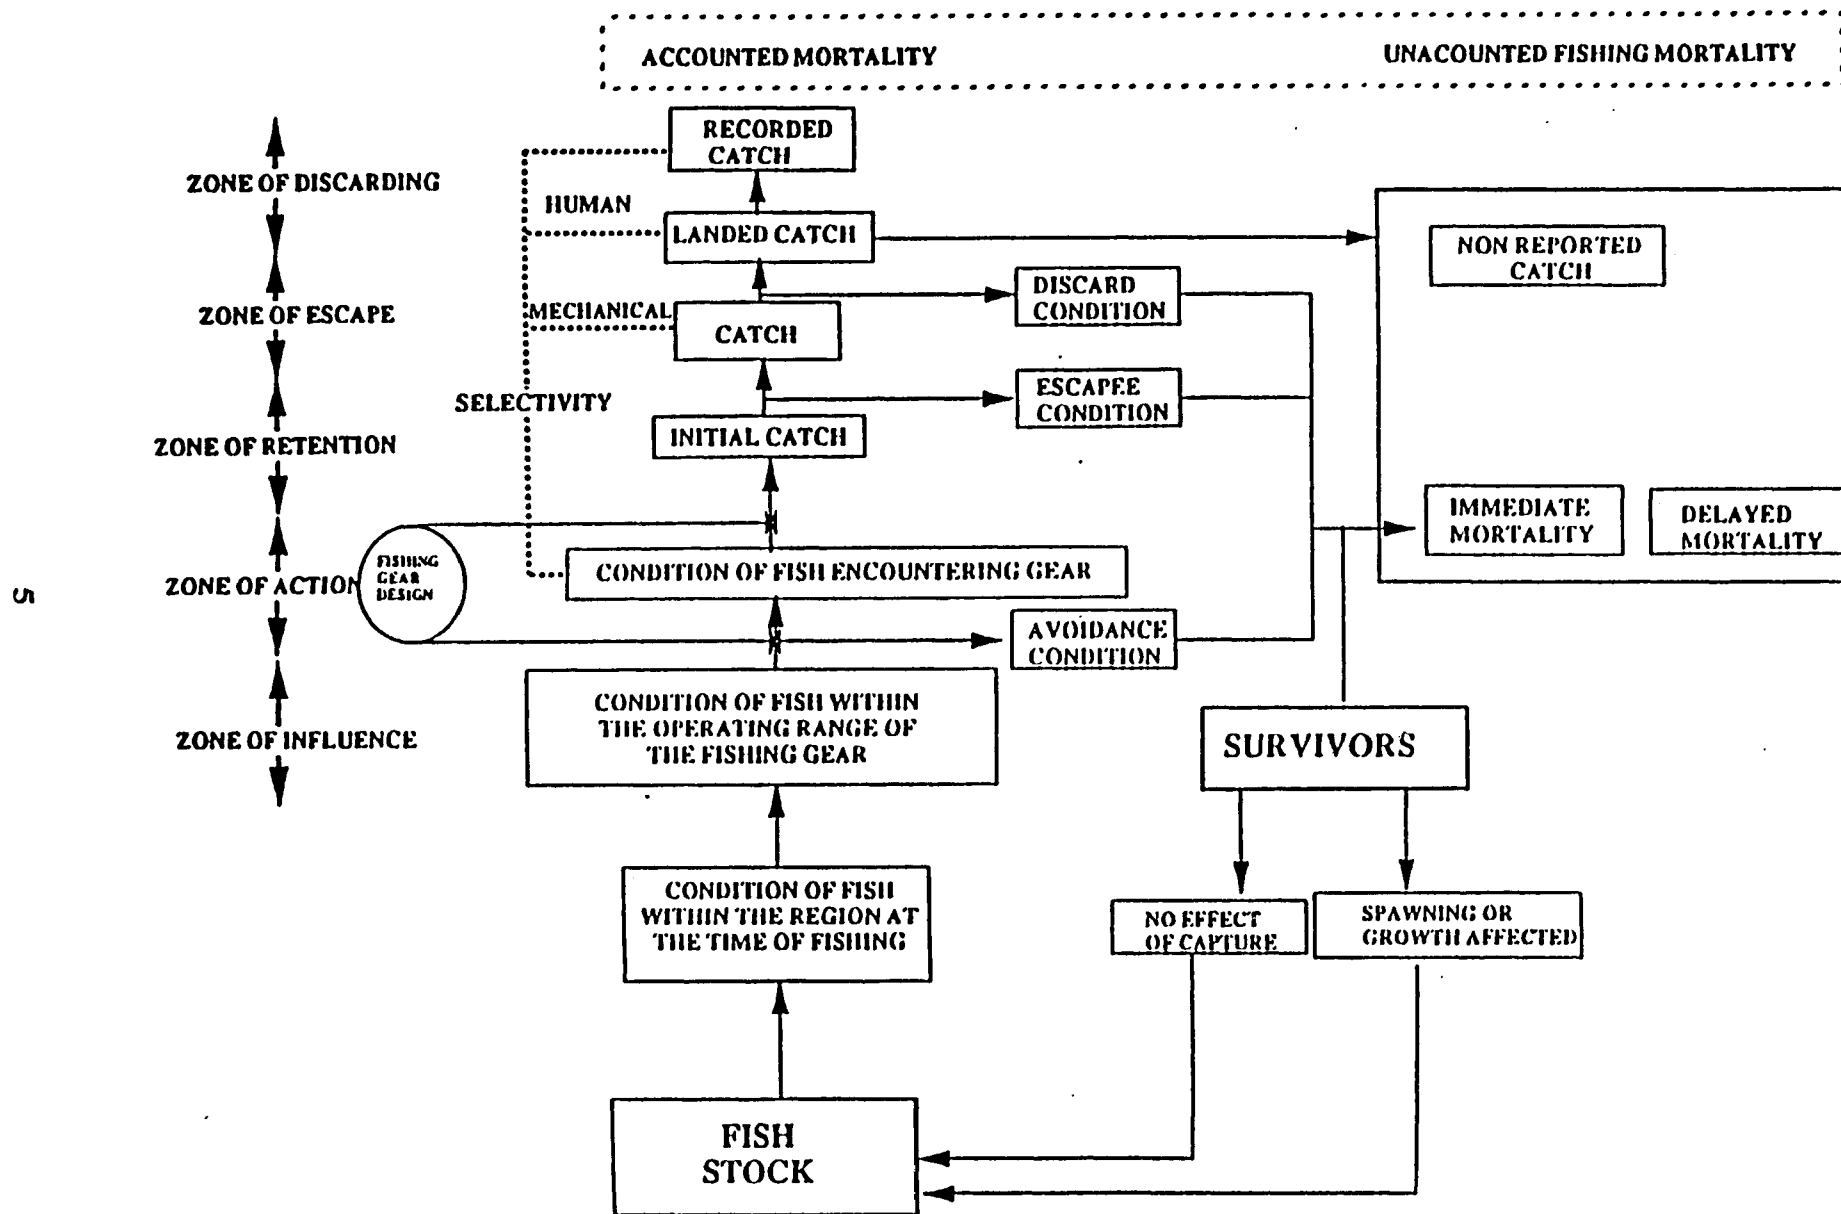 ACCOUNTED MORTALITY
UNACOUNTED FISHING MORTALITY
RECORDED
CATCH
ZONE OF DISCARDING
HUMAN
LANDED CATCH
NON REPORTED
CATCH
DISCARD
CONDITION
ZONE OF ESCAPE
MECHANICAL
CATCH
ESCAPEE
CONDITION
SELECTIVITY
INITIAL CATCH
ZONE OF RETENTION
IMMEDIATE
MORTALITY
DELAYED
MORTALITY
FISHING
GEAR
DESIGN
CONDITION OF FISH ENCOUNTERING GEAR
ZONE OF ACTION
5
AVOIDANCE
CONDITION
CONDITION OF FISH WITHIN
THE OPERATING RANGE OF
THE FISHING GEAR
ZONE OF INFLUENCE
SURVIVORS
CONDITION OF FISH
WITHIN THE REGION AT
THE TIME OF FISHING
NO EFFECT
OF CAPTURE
SPAWNING OR
GROWTH AFFECTED
FISH
STOCK